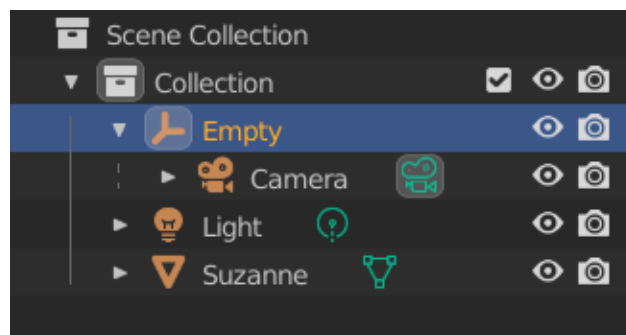 Scene Collection
Collection
Empty
Camera
Light
Suzanne